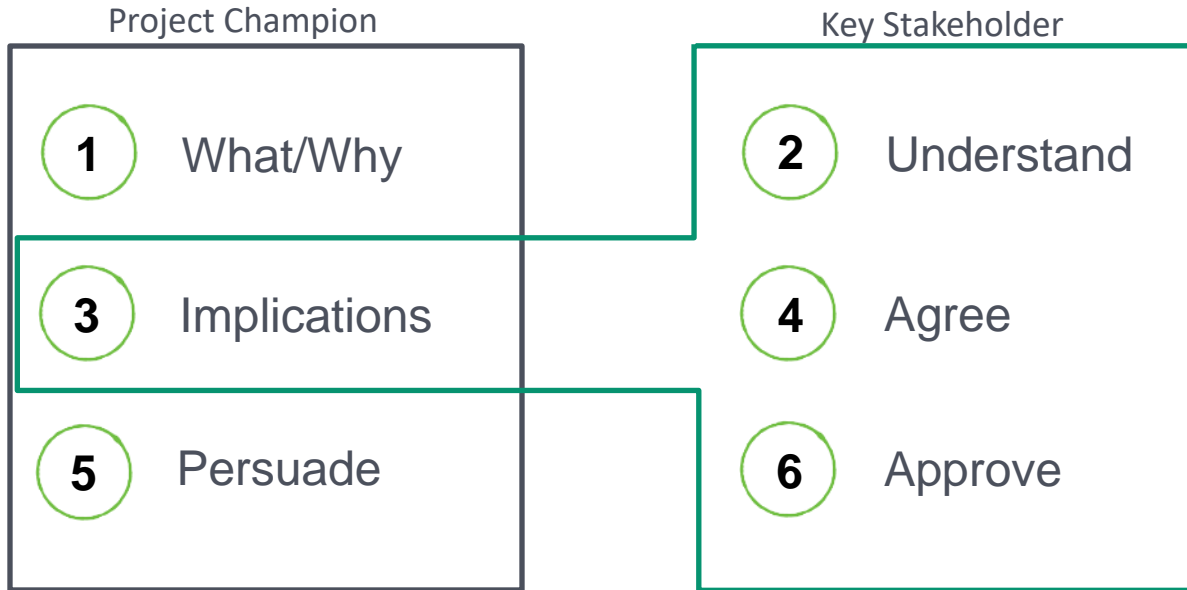 Project Champion
Key Stakeholder
1 What/Why
2 Understand
3 Implications
4 Agree
5 Persuade
6 Approve